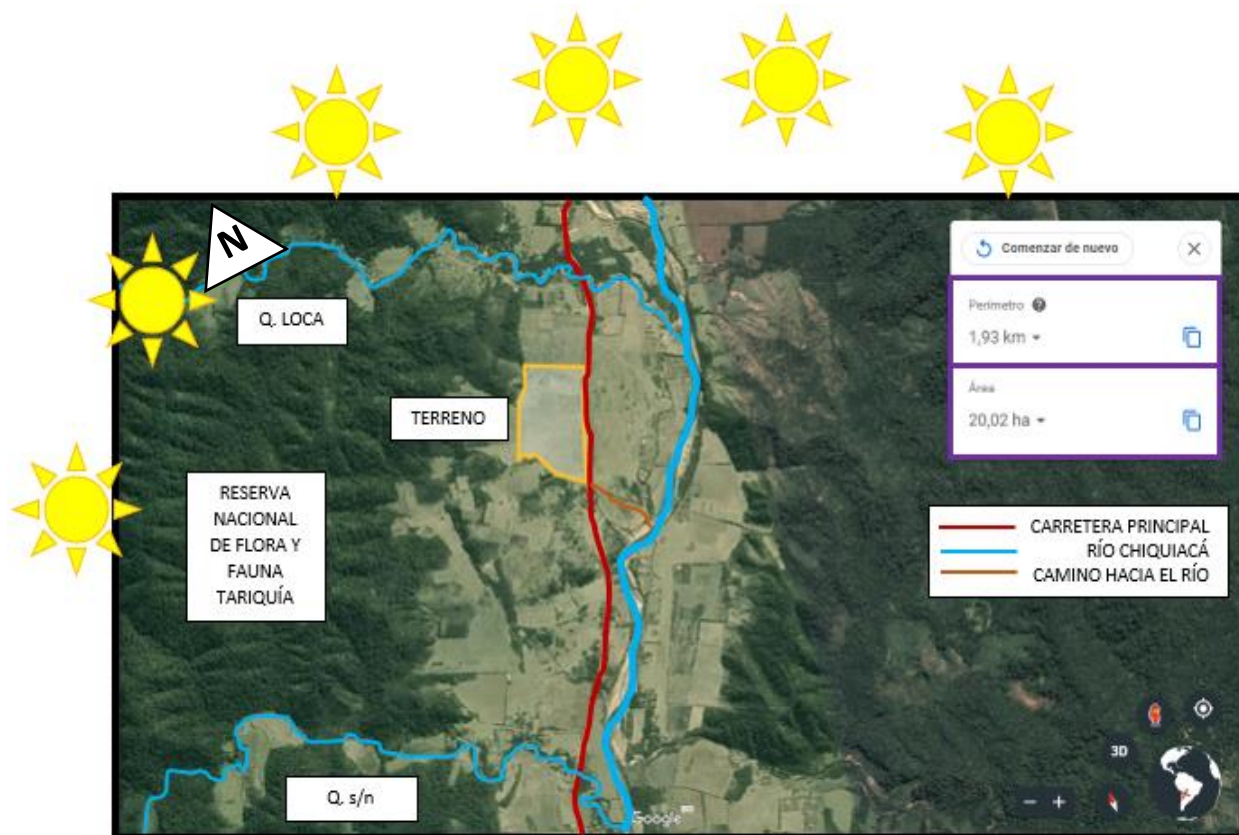 N
Q. LOCA
TERRENO
RESERVA
NACIONAL
DE FLORA Y
FAUNA
TARIQUÍA
Q. s/n
Comenzar de nuevo
Perímetro
1,93 km
Área
20,02 ha
CARRETERA PRINCIPAL
RÍO CHIQUIACÁ
CAMINO HACIA EL RÍO
3D
Google